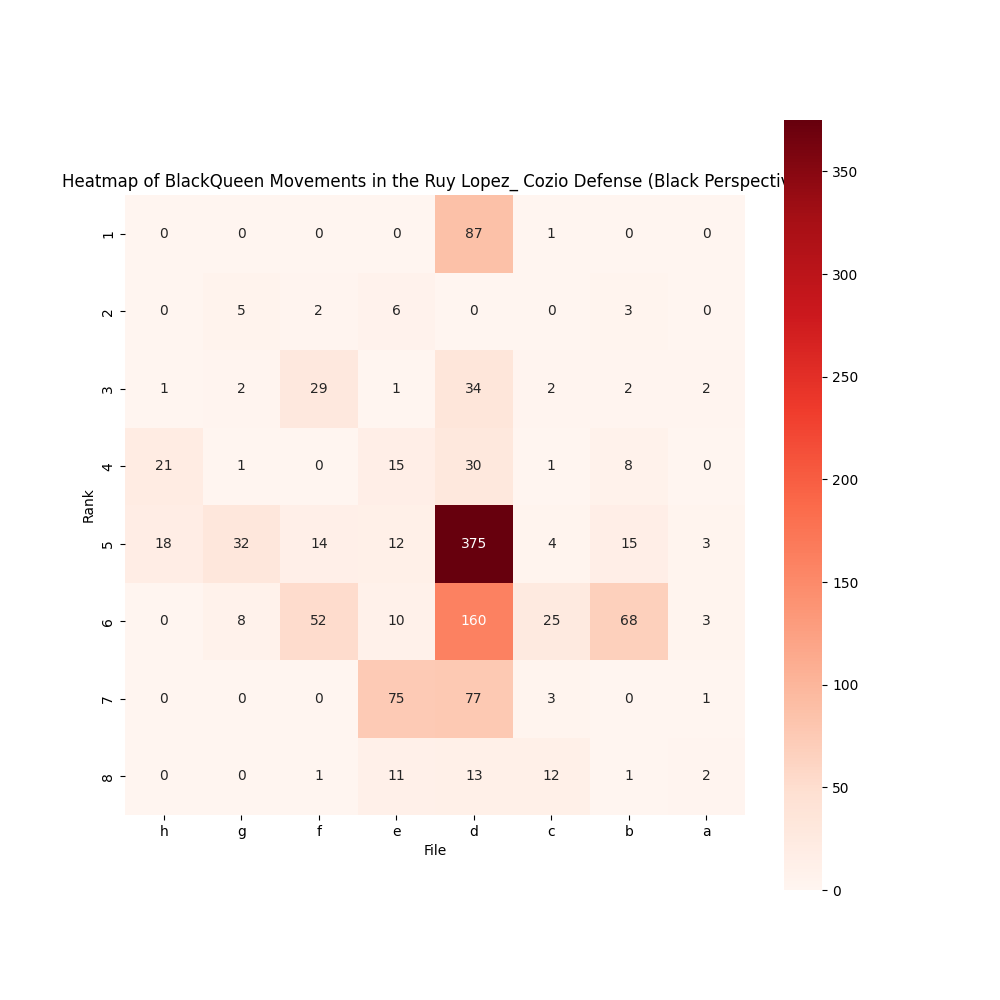 Heatmap of BlackQueen Movements in the Ruy Lopez_ Cozio Defense (Black Perspectiv
1 0 0 0 0 87 1 0 0
2 0 5 2 6 0 0 3 0
3 1 2 29 1 34 2 2 2
4 21 1 0 15 30 1 8 0
Rank
5 18 32 14 12 375 4 15 3
6 0 8 52 10 160 25 68 3
7 0 0 0 75 77 3 0 1
8 0 0 1 11 13 12 1 2
h g f e d c b a
File
350
300
250
200
150
100
50
0